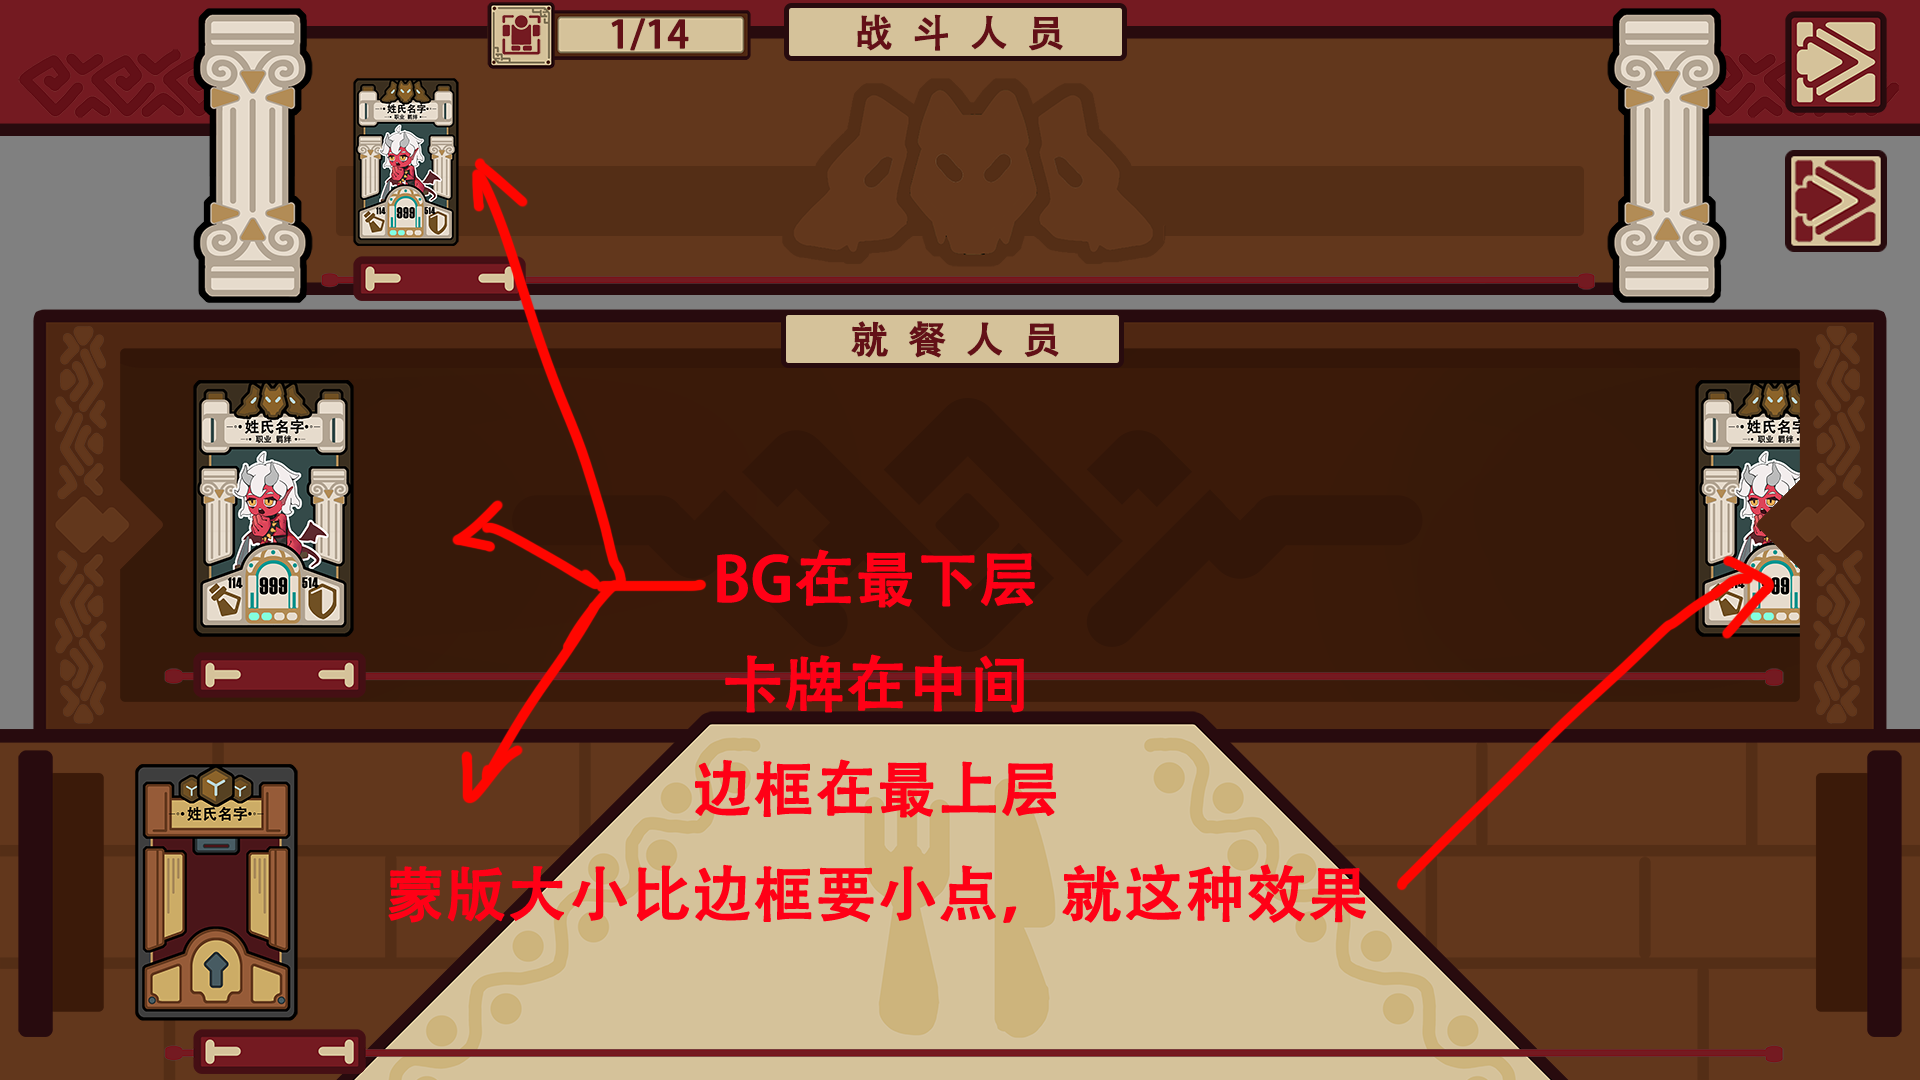 1/14
战斗人员
姓氏名字
职业 羁绊
114 999 514
就餐人员
姓氏名字
职业 羁绊
114 999 514
姓氏名字
职业 羁绊
99
BG在最下层
卡牌在中间
边框在最上层
蒙版大小比边框要小点，就这种效果
姓氏名字